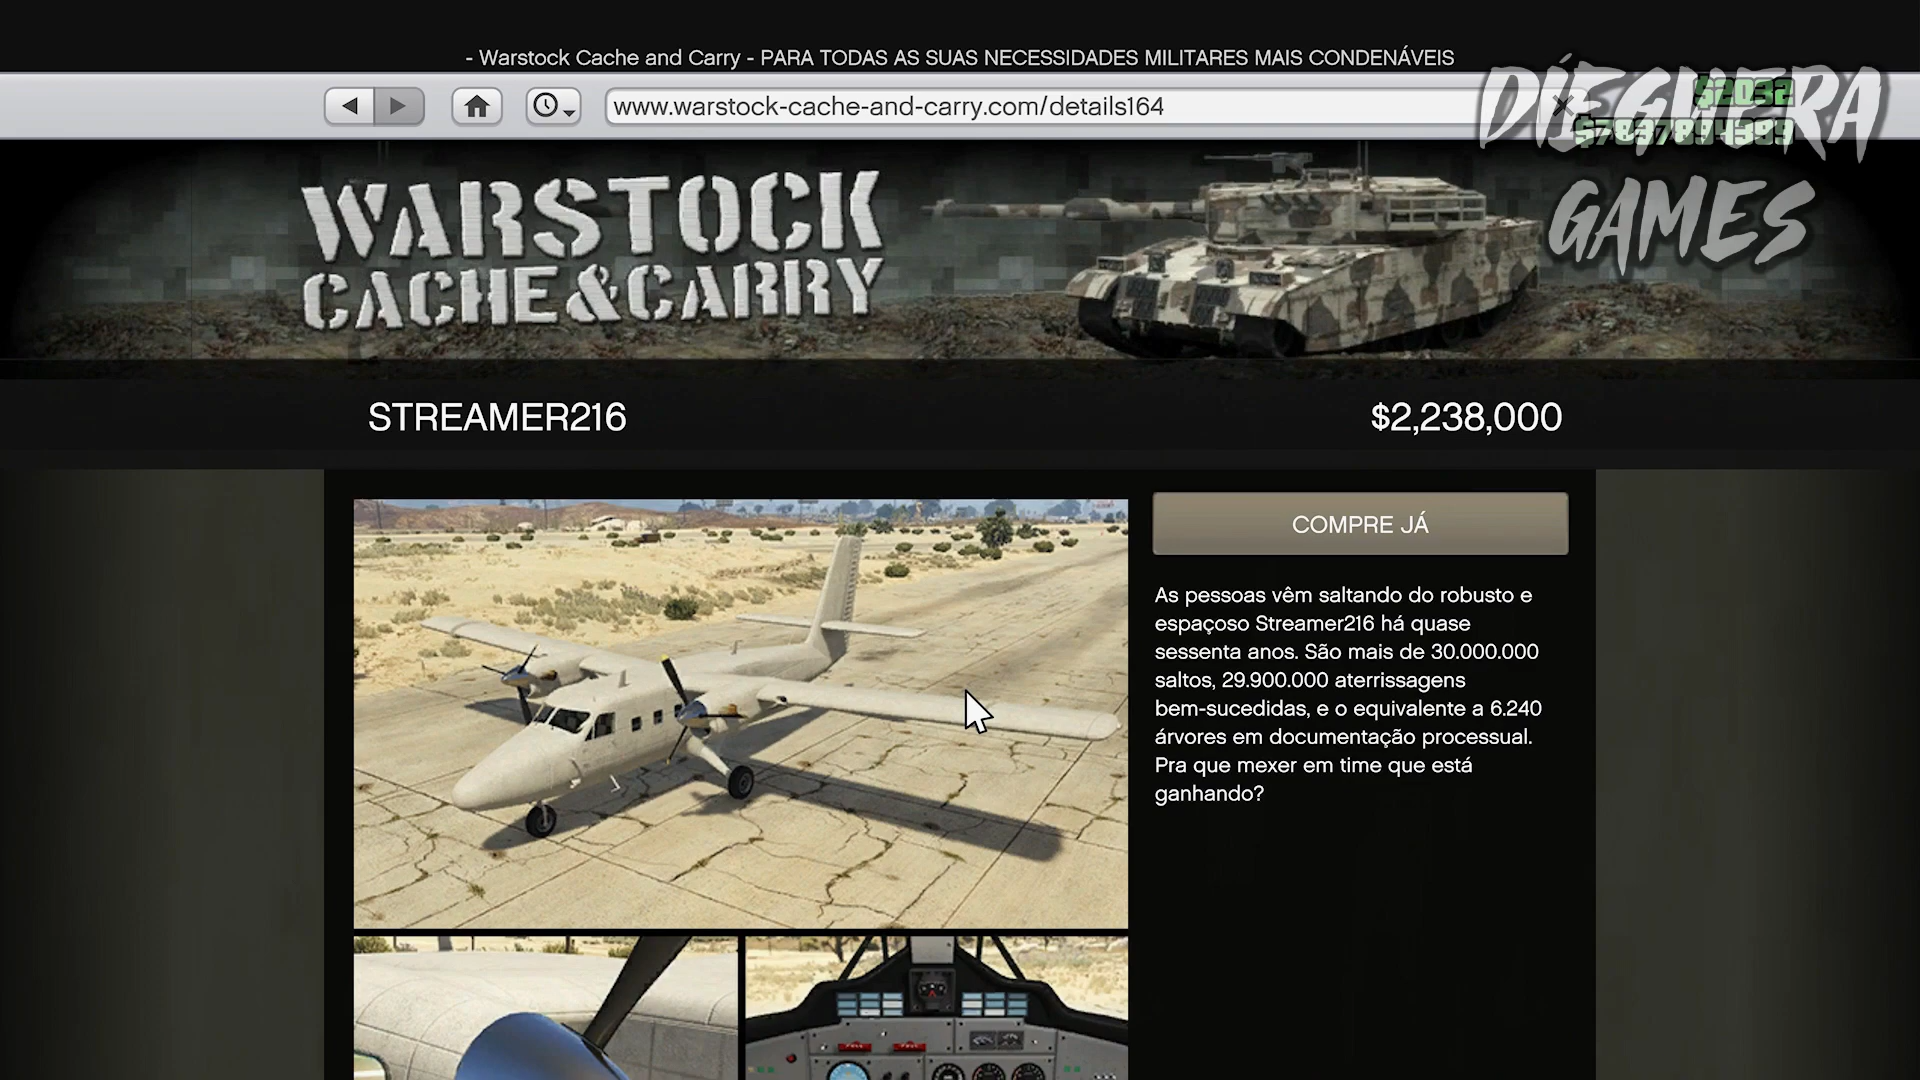 - Warstock Cache and Carry - PARA TODAS AS SUAS NECESSIDADES MILITARES MAIS CONDENÁVEIS
www.warstock-cache-and-carry.com/details164
DIEGUERA
GAMES
$2032
WARSTOCK
CACHE&CARRY
STREAMER216
$2,238,000
COMPRE JÁ
As pessoas vêm saltando do robusto e
espaçoso Streamer216 há quase
sessenta anos. São mais de 30.000.000
saltos, 29.900.000 aterrissagens
bem-sucedidas, e o equivalente a 6.240
árvores em documentação processual.
Pra que mexer em time que está
ganhando?